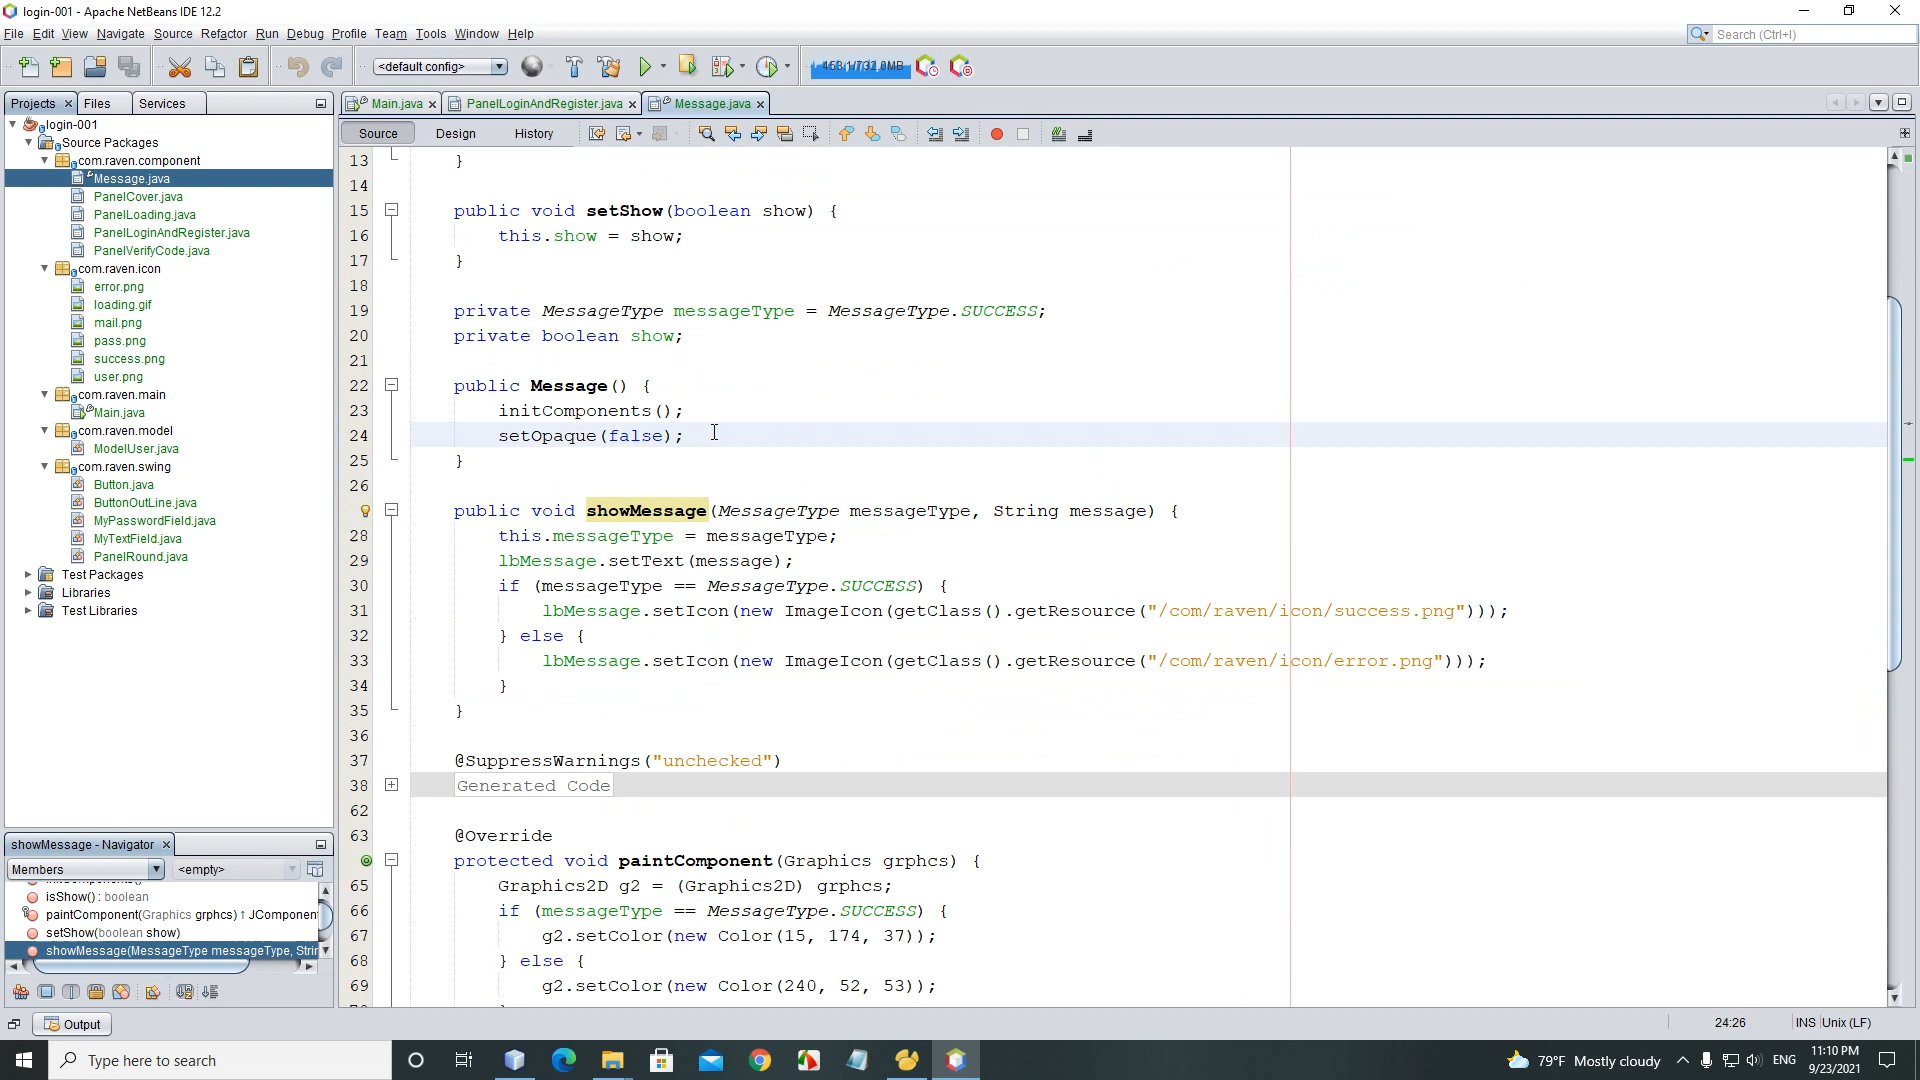 login-001 - Apache NetBeans IDE 12.2
File Edit View Navigate Source Refactor Run Debug Profile Team Tools Window Help
Search (Ctrl+I)
<default config>
Projects Files Services
Main.java PanelLoginAndRegister.java Message.java
Source Design History
login-001
Source Packages
com.raven.component
Message.java
PanelCover.java
PanelLoading.java
PanelLoginAndRegister.java
PanelVerifyCode.java
com.raven.icon
error.png
loading.gif
mail.png
pass.png
success.png
user.png
com.raven.main
Main.java
com.raven.model
ModelUser.java
com.raven.swing
Button.java
ButtonOutLine.java
MyPasswordField.java
MyTextField.java
PanelRound.java
Test Packages
Libraries
Test Libraries
13 }
14
15 public void setShow(boolean show) {
16 this.show = show;
17 }
18
19 private MessageType messageType = MessageType.SUCCESS;
20 private boolean show;
21
22 public Message() {
23 initComponents();
24 setOpaque(false);
25 }
26
public void showMessage(MessageType messageType, String message) {
28 this.messageType = messageType;
29 lbMessage.setText(message);
30 if (messageType == MessageType.SUCCESS) {
31 lbMessage.setIcon(new ImageIcon(getClass().getResource("/com/raven/icon/success.png")));
32 } else {
33 lbMessage.setIcon(new ImageIcon(getClass().getResource("/com/raven/icon/error.png")));
34 }
35 }
36
37 @SuppressWarnings("unchecked")
38 Generated Code
62
63 @Override
protected void paintComponent(Graphics grphcs) {
65 Graphics2D g2 = (Graphics2D) grphcs;
66 if (messageType == MessageType.SUCCESS) {
67 g2.setColor(new Color(15, 174, 37));
68 } else {
69 g2.setColor(new Color(240, 52, 53));
showMessage - Navigator
Members <empty>
isShow() : boolean
paintComponent(Graphics grphcs) ↑ JComponent
setShow(boolean show)
showMessage(MessageType messageType, Strin
Output
24:26 INS Unix (LF)
Type here to search
79°F Mostly cloudy ENG 11:10 PM
9/23/2021